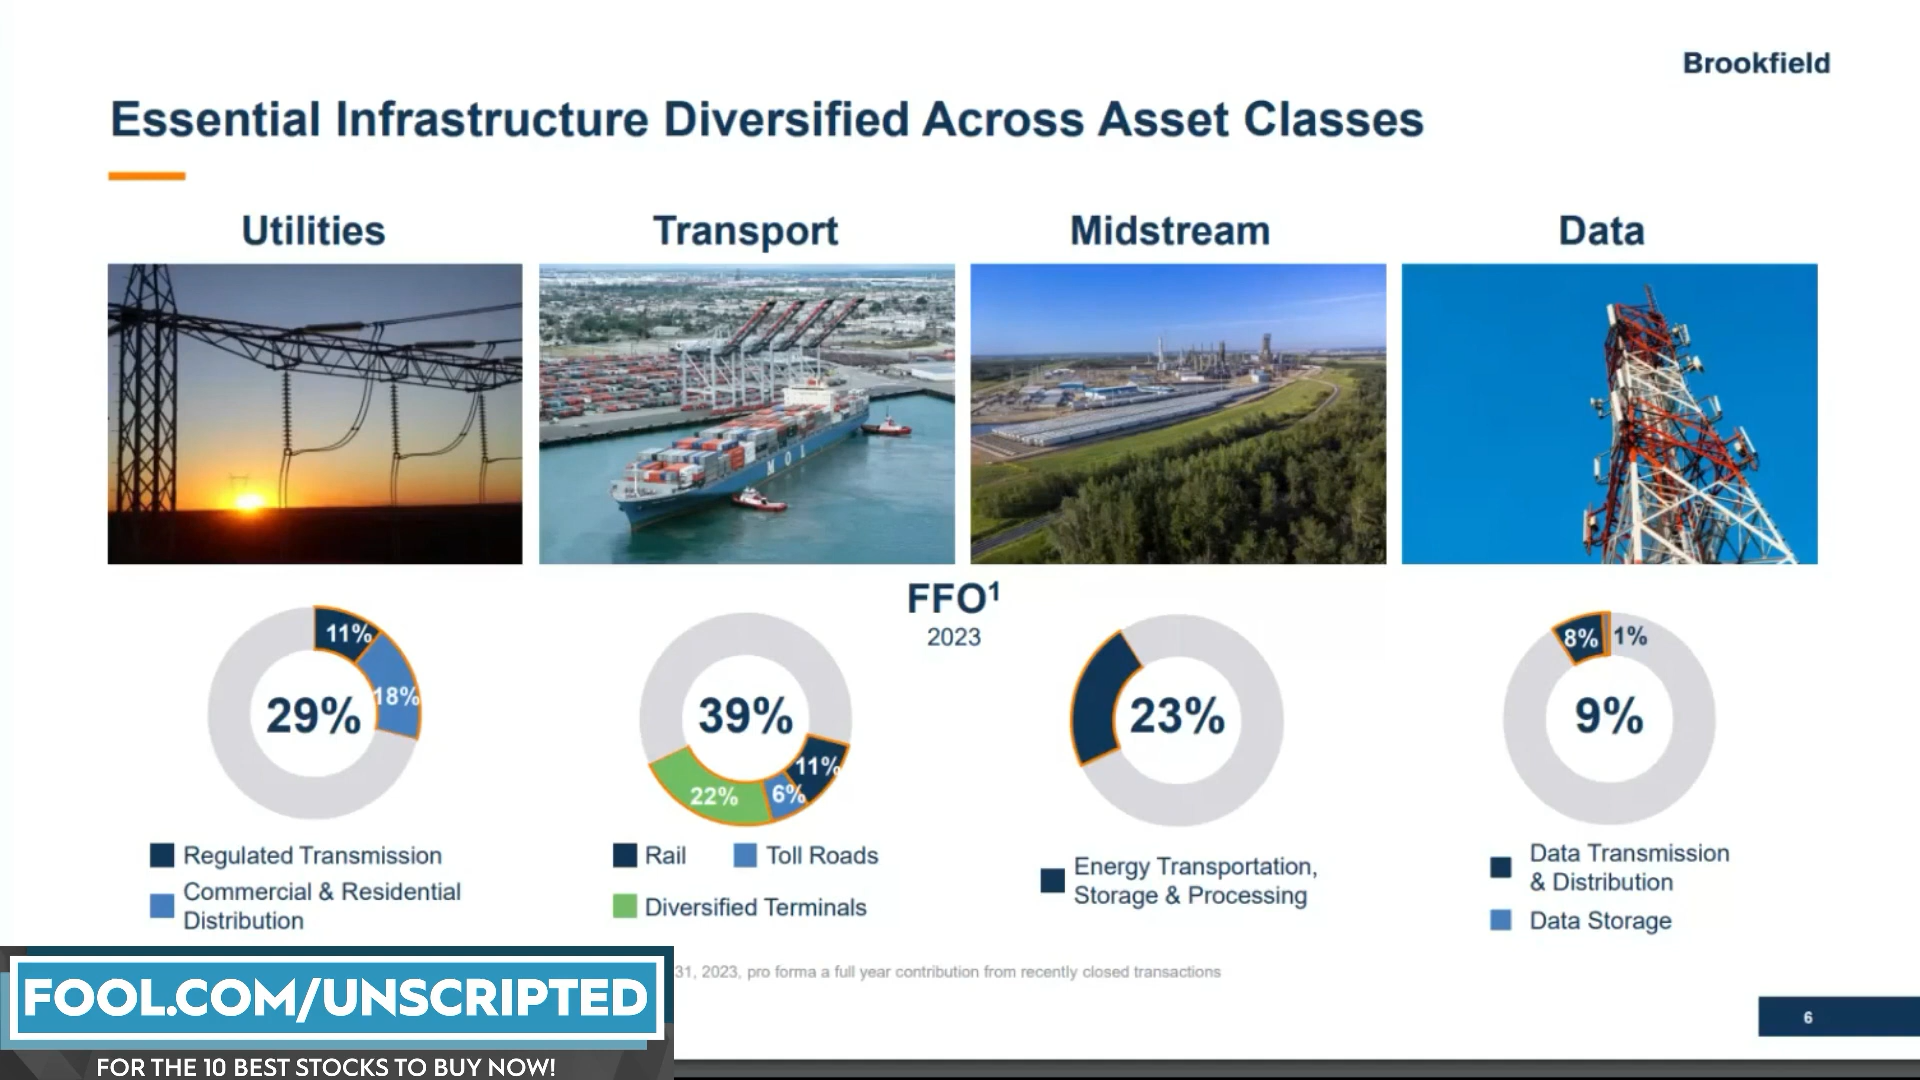 Brookfield
Essential Infrastructure Diversified Across Asset Classes
Utilities
Transport
Midstream
Data
MOL
FFO¹
2023
11%
18%
29%
39%
11%
6%
22%
23%
8%
1%
9%
Regulated Transmission
Commercial & Residential
Distribution
Rail
Toll Roads
Diversified Terminals
Energy Transportation,
Storage & Processing
Data Transmission
& Distribution
Data Storage
31, 2023, pro forma a full year contribution from recently closed transactions
6
FOOL.COM/UNSCRIPTED
FOR THE 10 BEST STOCKS TO BUY NOW!